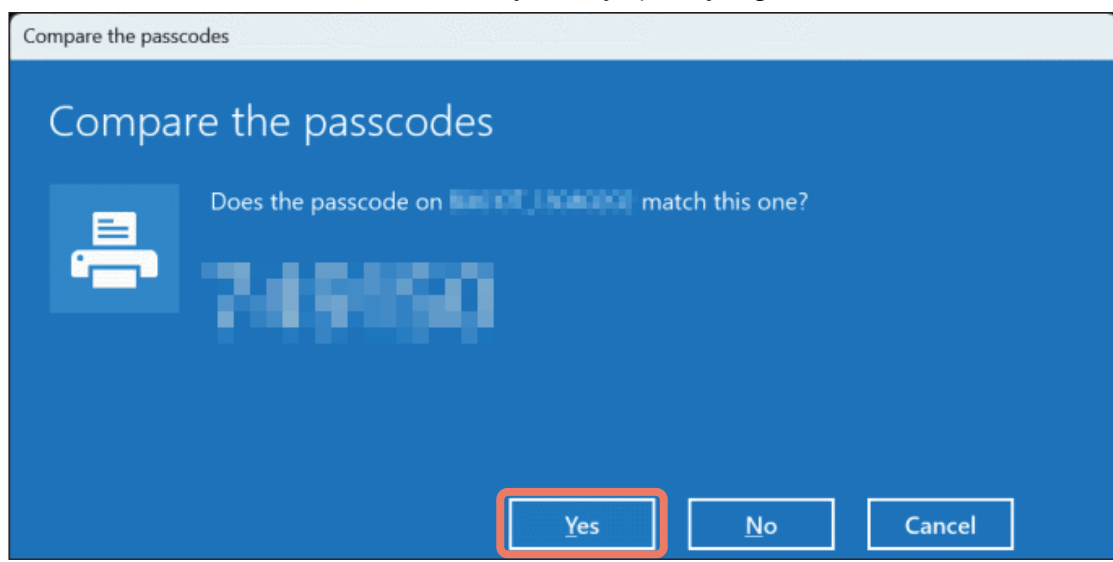 Compare the passcodes
Compare the passcodes
Does the passcode on match this one?
Yes
No
Cancel